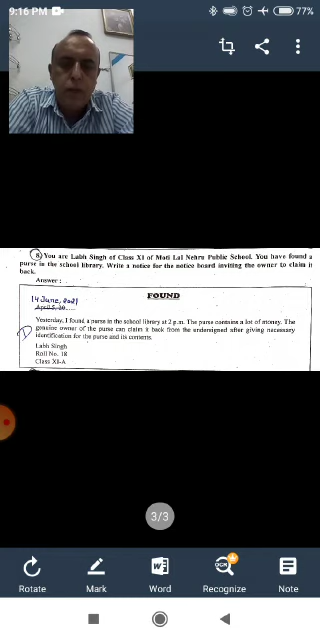 9:16 PM
77%
8) You are Labh Singh of Class XI of Moti Lal Nehru Public School. You have found a
purse in the school library. Write a notice for the notice board inviting the owner to claim it
back.
Answer :
FOUND
14 June, 2021
April 5, 20.....
Yesterday, I found a purse in the school library at 2 p.m. The purse contains a lot of money. The
genuine owner of the purse can claim it back from the undersigned after giving necessary
identification for the purse and its contents.
Labh Singh
Roll No. 18
Class XI-A
3/3
W
OCR
Rotate Mark Word Recognize Note